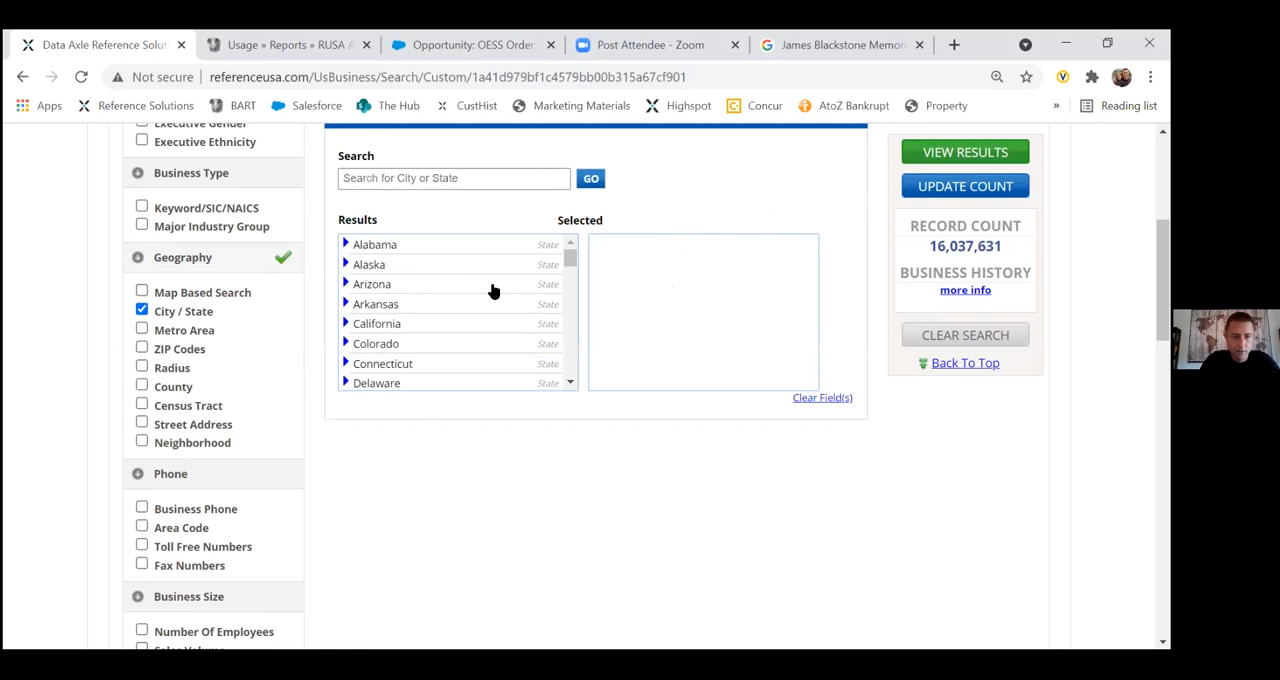 Data Axle Reference Solut
Usage » Reports » RUSA A
Opportunity: OESS Order:
Post Attendee - Zoom
James Blackstone Memor
Not secure
referenceusa.com/UsBusiness/Search/Custom/1a41d979bf1c4579bb00b315a67cf901
Apps
Reference Solutions
BART
Salesforce
The Hub
CustHist
Marketing Materials
Highspot
Concur
AtoZ Bankrupt
Property
»
Reading list
Executive Gender
Executive Ethnicity
Business Type
Keyword/SIC/NAICS
Major Industry Group
Geography
Map Based Search
City / State
Metro Area
ZIP Codes
Radius
County
Census Tract
Street Address
Neighborhood
Phone
Business Phone
Area Code
Toll Free Numbers
Fax Numbers
Business Size
Number Of Employees
Sales Volume
Search
Search for City or State
GO
Results
Selected
Alabama State
Alaska State
Arizona State
Arkansas State
California State
Colorado State
Connecticut State
Delaware State
Clear Field(s)
VIEW RESULTS
UPDATE COUNT
RECORD COUNT
16,037,631
BUSINESS HISTORY
more info
CLEAR SEARCH
Back To Top